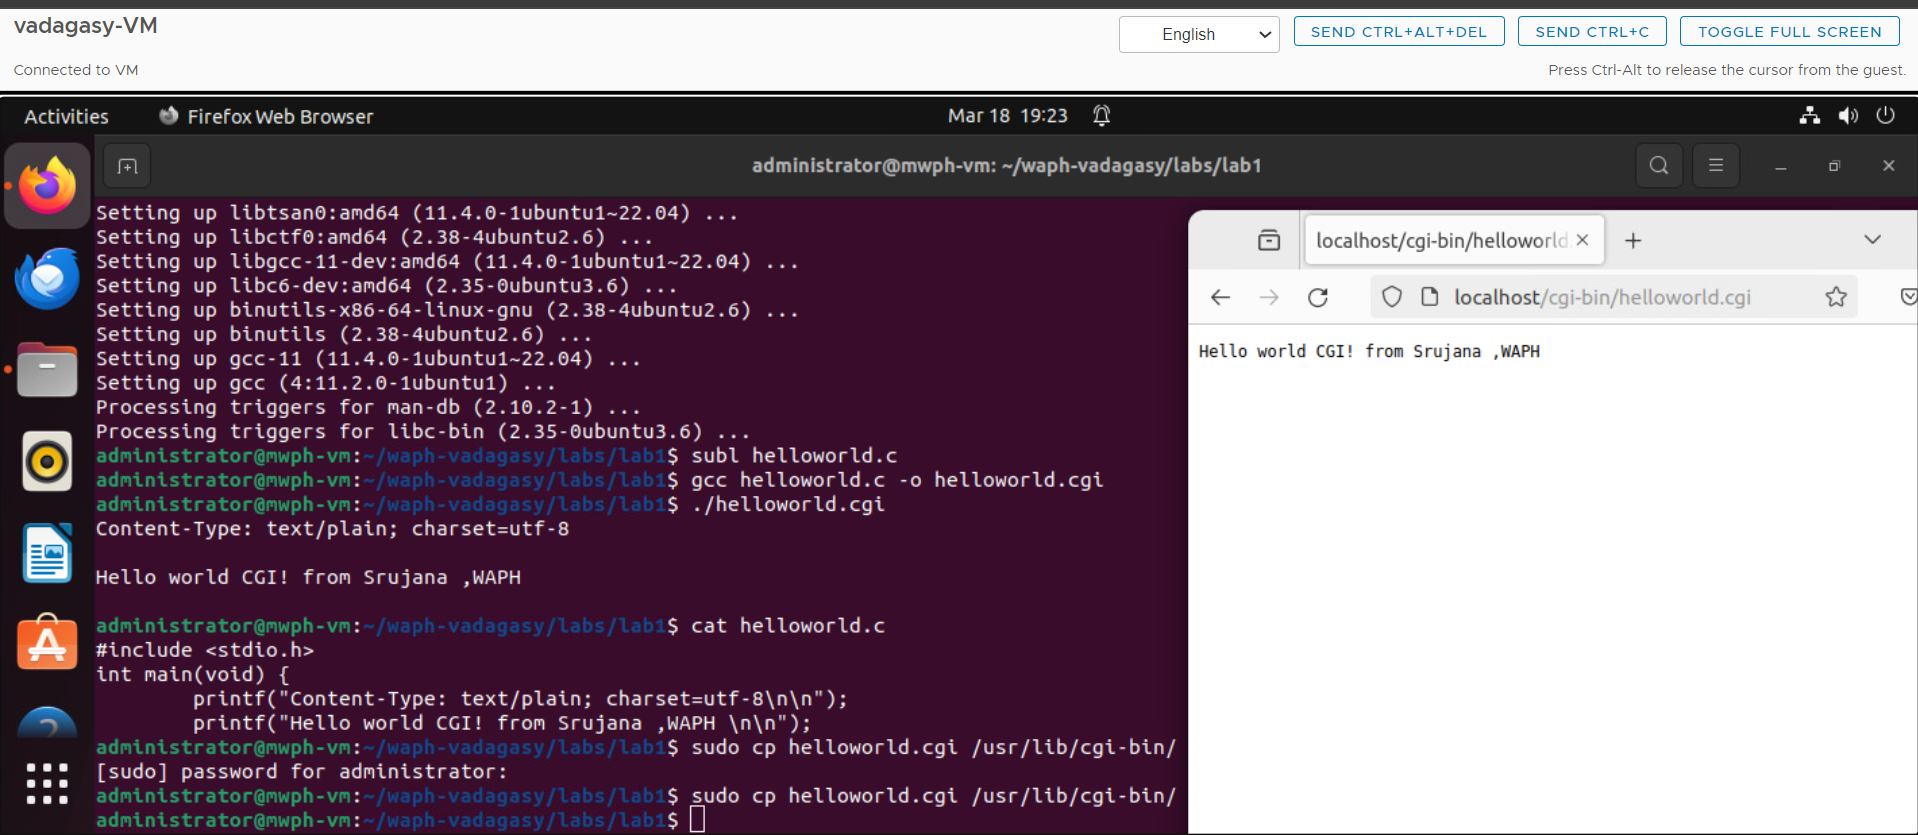 vadagasy-VM
English
SEND CTRL+ALT+DEL
SEND CTRL+C
TOGGLE FULL SCREEN
Connected to VM
Press Ctrl-Alt to release the cursor from the guest.
Activities
Firefox Web Browser
Mar 18 19:23
administrator@mwph-vm: ~/waph-vadagasy/labs/lab1
Setting up libtsan0:amd64 (11.4.0-1ubuntu1~22.04) ...
Setting up libctf0:amd64 (2.38-4ubuntu2.6) ...
Setting up libgcc-11-dev:amd64 (11.4.0-1ubuntu1~22.04) ...
Setting up libc6-dev:amd64 (2.35-0ubuntu3.6) ...
Setting up binutils-x86-64-linux-gnu (2.38-4ubuntu2.6) ...
Setting up binutils (2.38-4ubuntu2.6) ...
Setting up gcc-11 (11.4.0-1ubuntu1~22.04) ...
Setting up gcc (4:11.2.0-1ubuntu1) ...
Processing triggers for man-db (2.10.2-1) ...
Processing triggers for libc-bin (2.35-0ubuntu3.6) ...
administrator@mwph-vm:~/waph-vadagasy/labs/lab1$ subl helloworld.c
administrator@mwph-vm:~/waph-vadagasy/labs/lab1$ gcc helloworld.c -o helloworld.cgi
administrator@mwph-vm:~/waph-vadagasy/labs/lab1$ ./helloworld.cgi
Content-Type: text/plain; charset=utf-8
Hello world CGI! from Srujana ,WAPH
administrator@mwph-vm:~/waph-vadagasy/labs/lab1$ cat helloworld.c
#include <stdio.h>
int main(void) {
printf("Content-Type: text/plain; charset=utf-8\n\n");
printf("Hello world CGI! from Srujana ,WAPH \n\n");
administrator@mwph-vm:~/waph-vadagasy/labs/lab1$ sudo cp helloworld.cgi /usr/lib/cgi-bin/
[sudo] password for administrator:
administrator@mwph-vm:~/waph-vadagasy/labs/lab1$ sudo cp helloworld.cgi /usr/lib/cgi-bin/
administrator@mwph-vm:~/waph-vadagasy/labs/lab1$
localhost/cgi-bin/helloworld
localhost/cgi-bin/helloworld.cgi
Hello world CGI! from Srujana ,WAPH